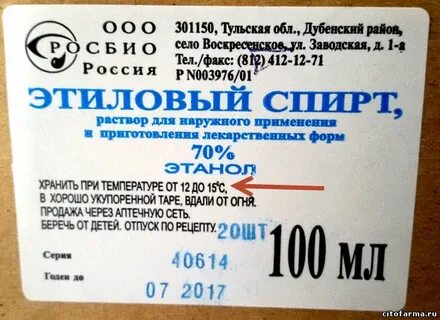 ООО
РОСБИО
Россия
301150, Тульская обл., Дубенский район,
село Воскресенское, ул. Заводская, д. 1-а
Тел./факс: (812) 412-12-71
Р N003976/01
ЭТИЛОВЫЙ СПИРТ,
раствор для наружного применения
и приготовления лекарственных форм
70%
ЭТАНОЛ
ХРАНИТЬ ПРИ ТЕМПЕРАТУРЕ ОТ 12 ДО 15°С,
В ХОРОШО УКУПОРЕННОЙ ТАРЕ, ВДАЛИ ОТ ОГНЯ.
ПРОДАЖА ЧЕРЕЗ АПТЕЧНУЮ СЕТЬ.
БЕРЕЧЬ ОТ ДЕТЕЙ. ОТПУСК ПО РЕЦЕПТУ.
20ШТ
100 МЛ
Серия
40614
Годен до
07 2017
citofarma.ru